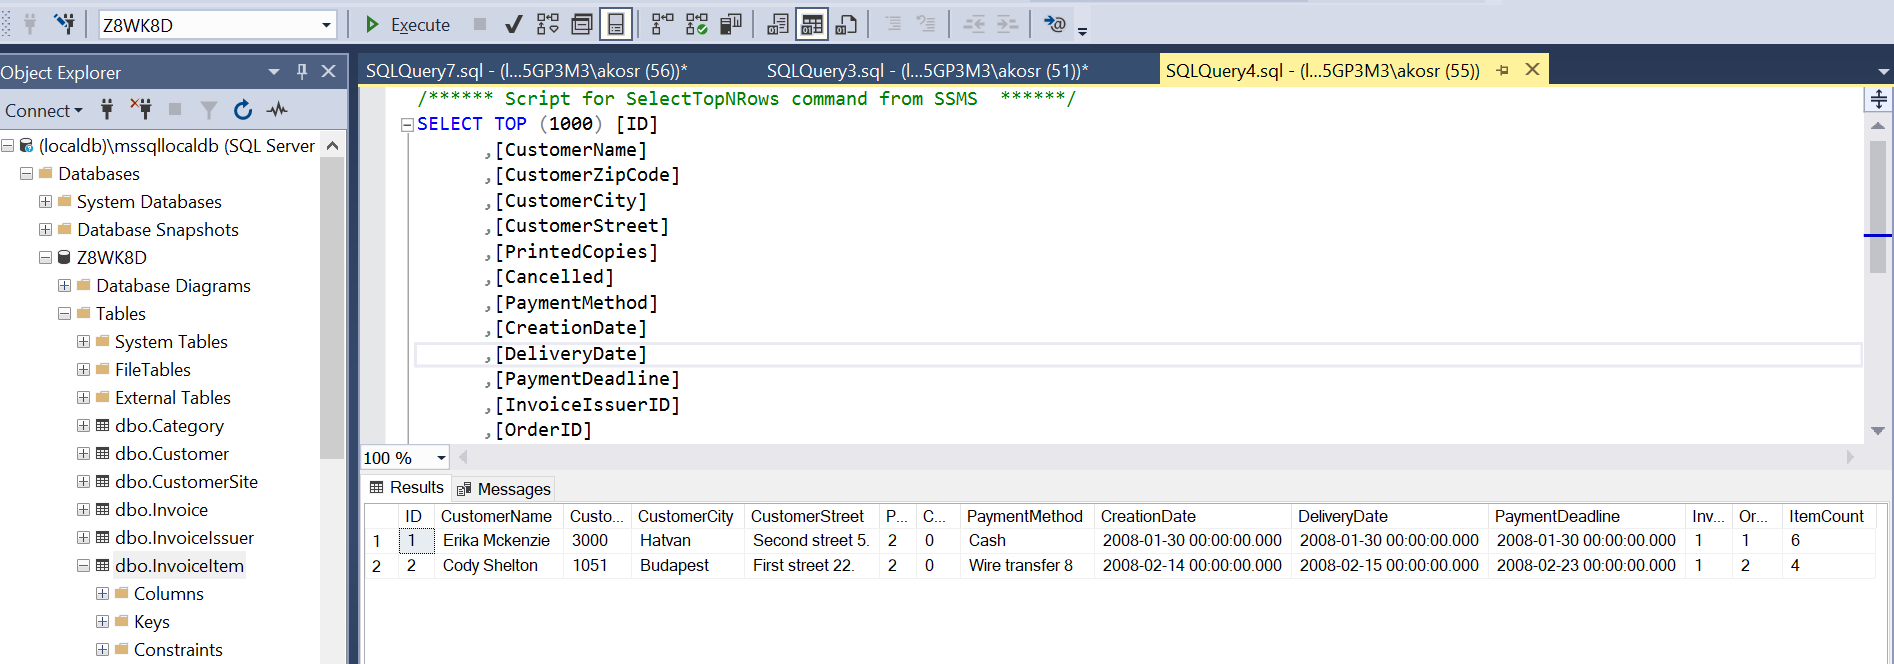 Z8WK8D
Execute
Object Explorer
Connect
(localdb)\mssqllocaldb (SQL Server
Databases
System Databases
Database Snapshots
Z8WK8D
Database Diagrams
Tables
System Tables
FileTables
External Tables
dbo.Category
dbo.Customer
dbo.CustomerSite
dbo.Invoice
dbo.InvoiceIssuer
dbo.InvoiceItem
Columns
Keys
Constraints
SQLQuery7.sql - (l...5GP3M3\akosr (56))*
SQLQuery3.sql - (l...5GP3M3\akosr (51))*
SQLQuery4.sql - (l...5GP3M3\akosr (55))
/****** Script for SelectTopNRows command from SSMS  ******/
SELECT TOP (1000) [ID]
,[CustomerName]
,[CustomerZipCode]
,[CustomerCity]
,[CustomerStreet]
,[PrintedCopies]
,[Cancelled]
,[PaymentMethod]
,[CreationDate]
,[DeliveryDate]
,[PaymentDeadline]
,[InvoiceIssuerID]
,[OrderID]
100 %
Results Messages
ID CustomerName Custo... CustomerCity CustomerStreet P... C... PaymentMethod CreationDate DeliveryDate PaymentDeadline Inv... Or... ItemCount
1 1 Erika Mckenzie 3000 Hatvan Second street 5. 2 0 Cash 2008-01-30 00:00:00.000 2008-01-30 00:00:00.000 2008-01-30 00:00:00.000 1 1 6
2 2 Cody Shelton 1051 Budapest First street 22. 2 0 Wire transfer 8 2008-02-14 00:00:00.000 2008-02-15 00:00:00.000 2008-02-23 00:00:00.000 1 2 4